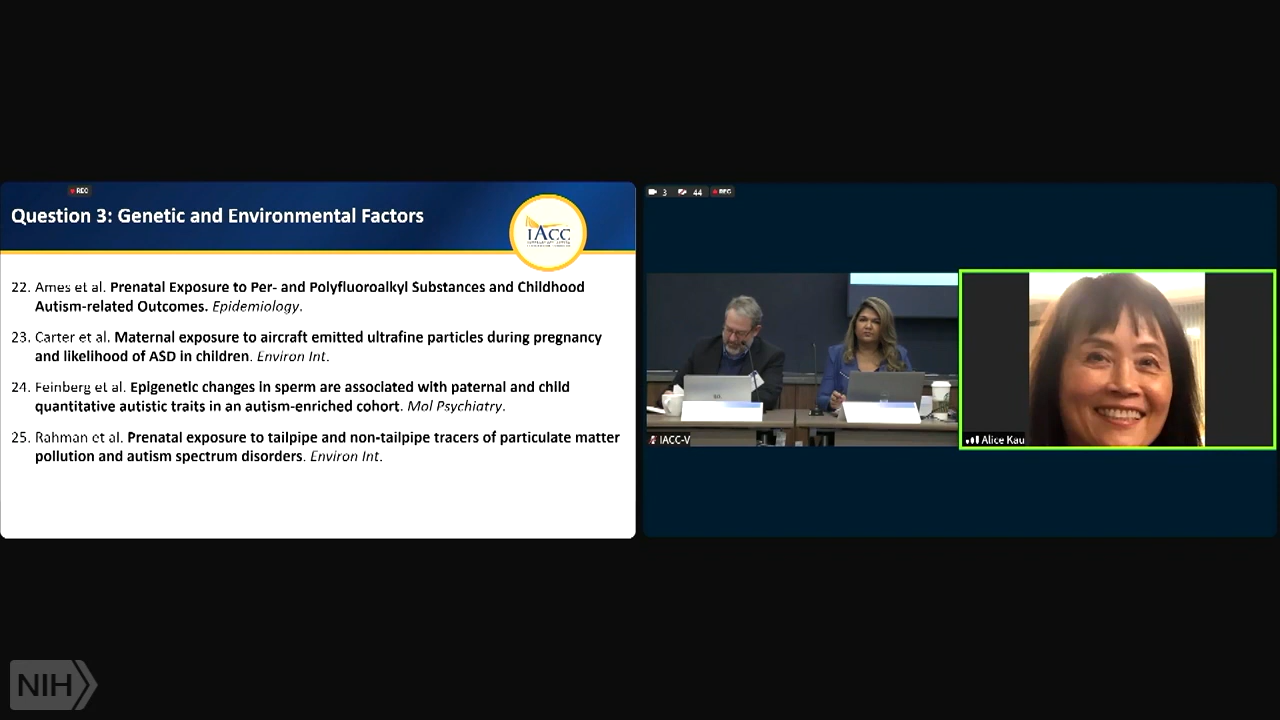 REC
Question 3: Genetic and Environmental Factors
IACC
22. Ames et al. Prenatal Exposure to Per- and Polyfluoroalkyl Substances and Childhood
Autism-related Outcomes. Epidemiology.
23. Carter et al. Maternal exposure to aircraft emitted ultrafine particles during pregnancy
and likelihood of ASD in children. Environ Int.
24. Feinberg et al. Epigenetic changes in sperm are associated with paternal and child
quantitative autistic traits in an autism-enriched cohort. Mol Psychiatry.
25. Rahman et al. Prenatal exposure to tailpipe and non-tailpipe tracers of particulate matter
pollution and autism spectrum disorders. Environ Int.
3 44 REC
IACC-V
Alice Kau
NIH